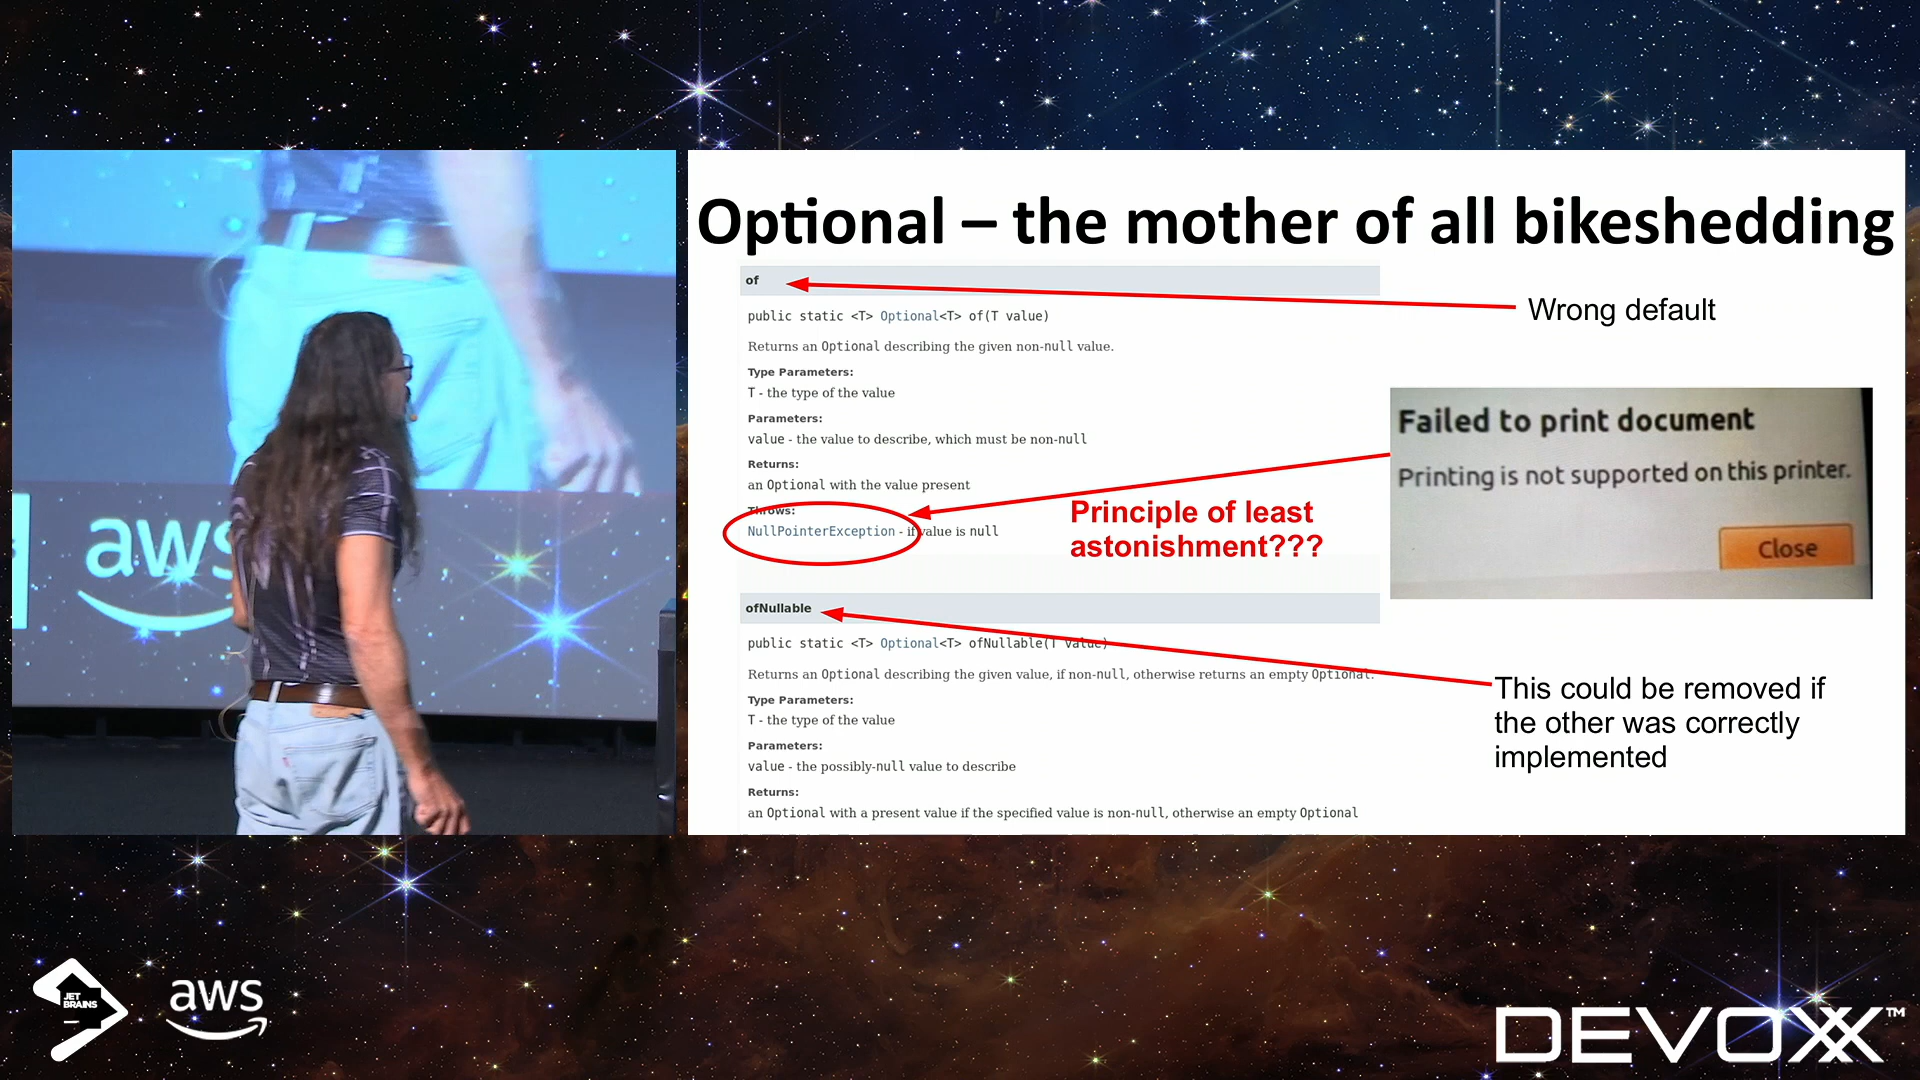 Optional – the mother of all bikeshedding
of
Wrong default
public static <T> Optional<T> of(T value)
Returns an Optional describing the given non-null value.
Type Parameters:
T - the type of the value
Parameters:
value - the value to describe, which must be non-null
Returns:
an Optional with the value present
Throws:
NullPointerException - if value is null
Principle of least
astonishment???
Failed to print document
Printing is not supported on this printer.
Close
ofNullable
public static <T> Optional<T> ofNullable(T value)
Returns an Optional describing the given value, if non-null, otherwise returns an empty Optional.
Type Parameters:
T - the type of the value
Parameters:
value - the possibly-null value to describe
Returns:
an Optional with a present value if the specified value is non-null, otherwise an empty Optional
This could be removed if
the other was correctly
implemented
aws
JET
BRAINS
aws
DEVOXX™